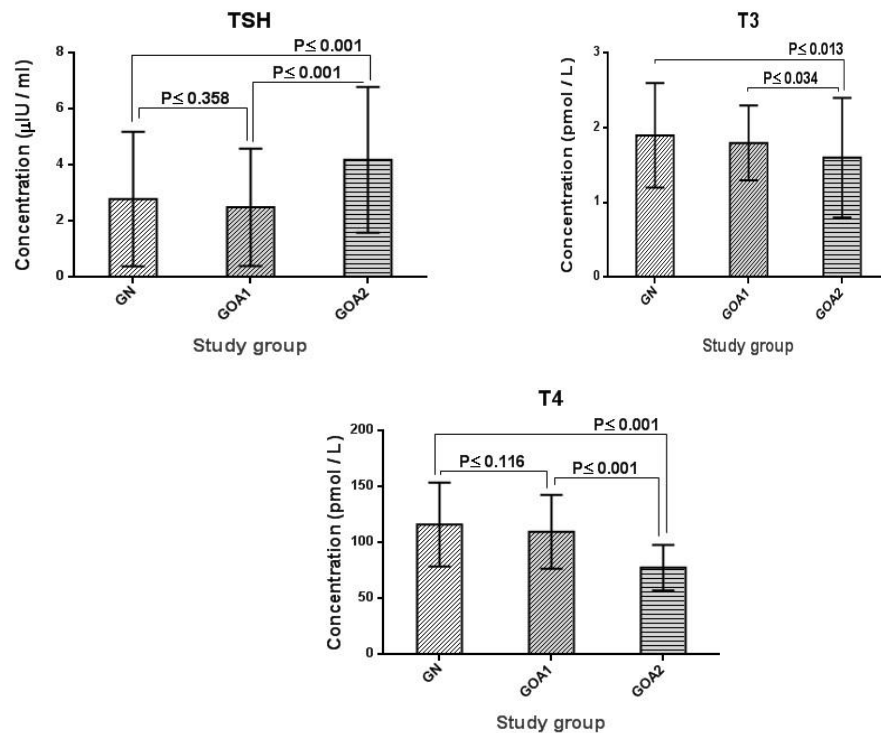 TSH
P≤ 0.001
P≤ 0.001
P≤ 0.358
Concentration (μIU / ml)
8
6
4
2
0
GN
GOA1
GOA2
Study group
T3
P≤ 0.013
P≤ 0.034
Concentration (pmol / L)
3
2
1
0
GN
GOA1
GOA2
Study group
T4
P≤ 0.001
P≤ 0.116
P≤ 0.001
Concentration (pmol / L)
200
150
100
50
0
GN
GOA1
GOA2
Study group